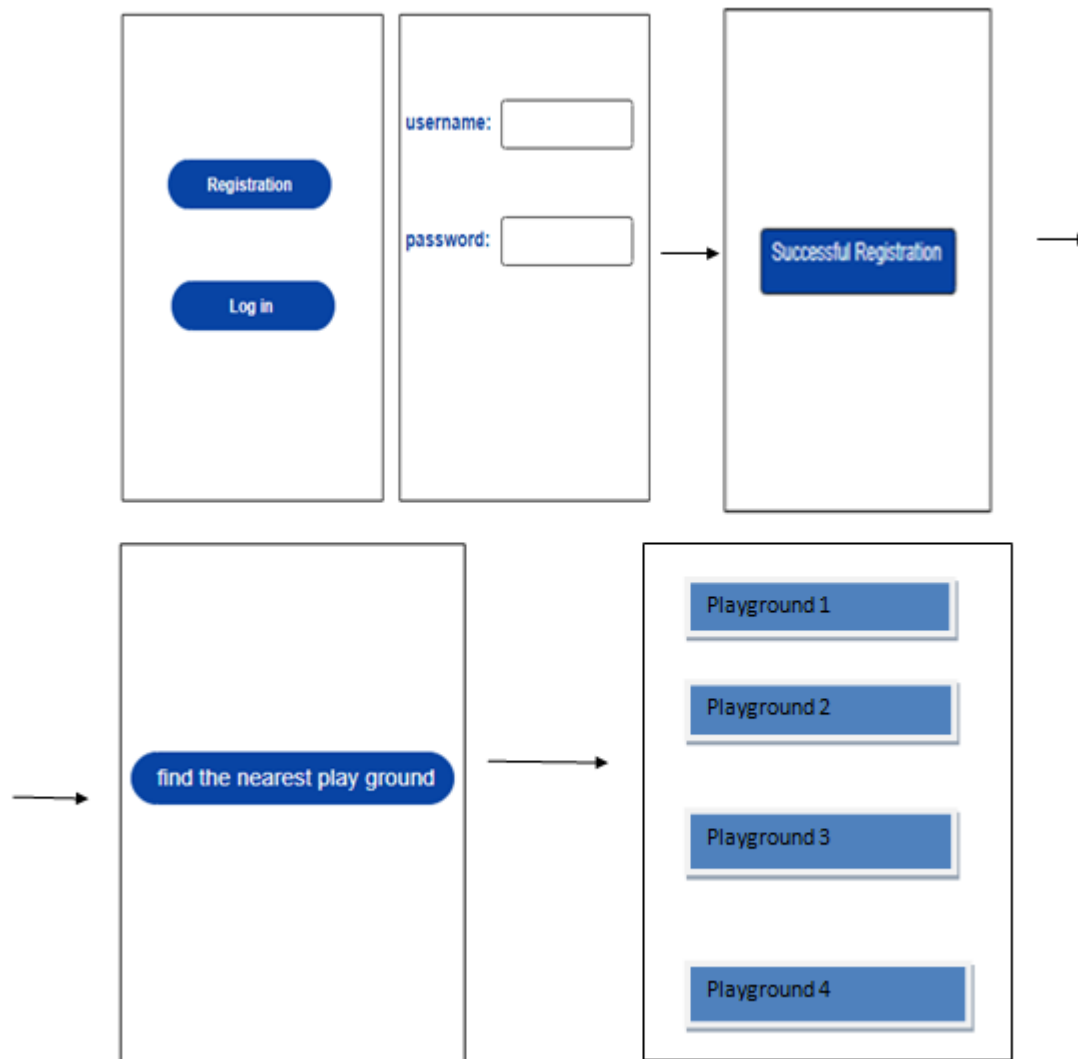 Registration
Log in
username:
password:
Successful Registration
find the nearest play ground
Playground 1
Playground 2
Playground 3
Playground 4